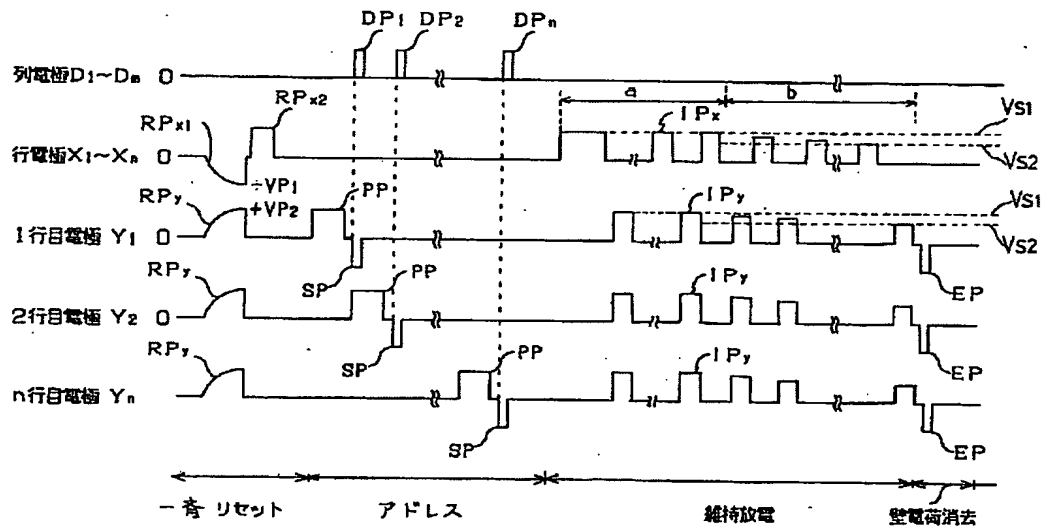 DP1 DP2 DPn
列電極D1~Dm 0
a b
RPx1 RPx2 IPx VS1
行電極X1~Xn 0
VS2
-VP1
RPy +VP2 PP IPy VS1
1行目電極 Y1 0
VS2
SP EP
RPy PP IPy
2行目電極 Y2 0
SP EP
RPy PP IPy
n行目電極 Yn
SP EP
一斉リセット アドレス 維持放電 壁電荷消去